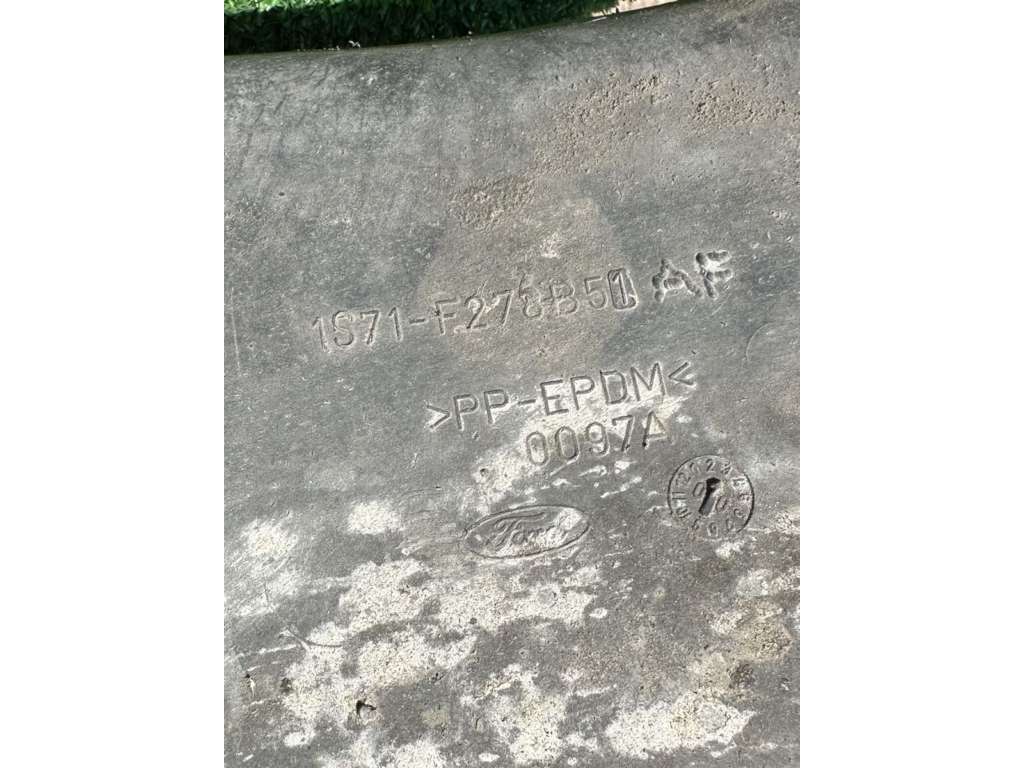 1S71-F278B51 AF
>PP-EPDM<
0097A
Ford